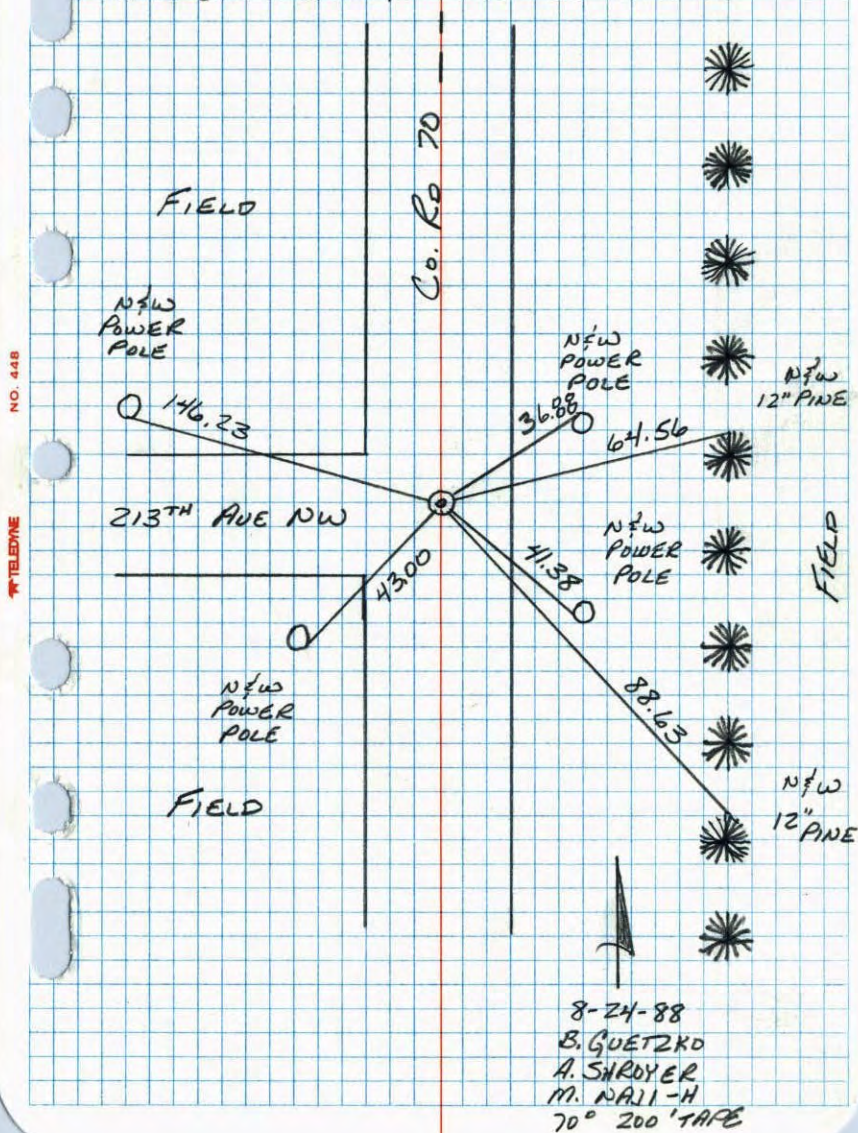 Co. RD 70
FIELD
N&W
POWER
POLE
146.23
N&W
POWER
POLE
36.88
N&W
12" PINE
64.56
213TH AVE NW
N&W
POWER
POLE
41.38
FIELD
43.00
N&W
POWER
POLE
88.63
N&W
12" PINE
FIELD
8-24-88
B. GUETZKO
A. SHROYER
70° 200' TAPE
NO. 448
TELEDYNE